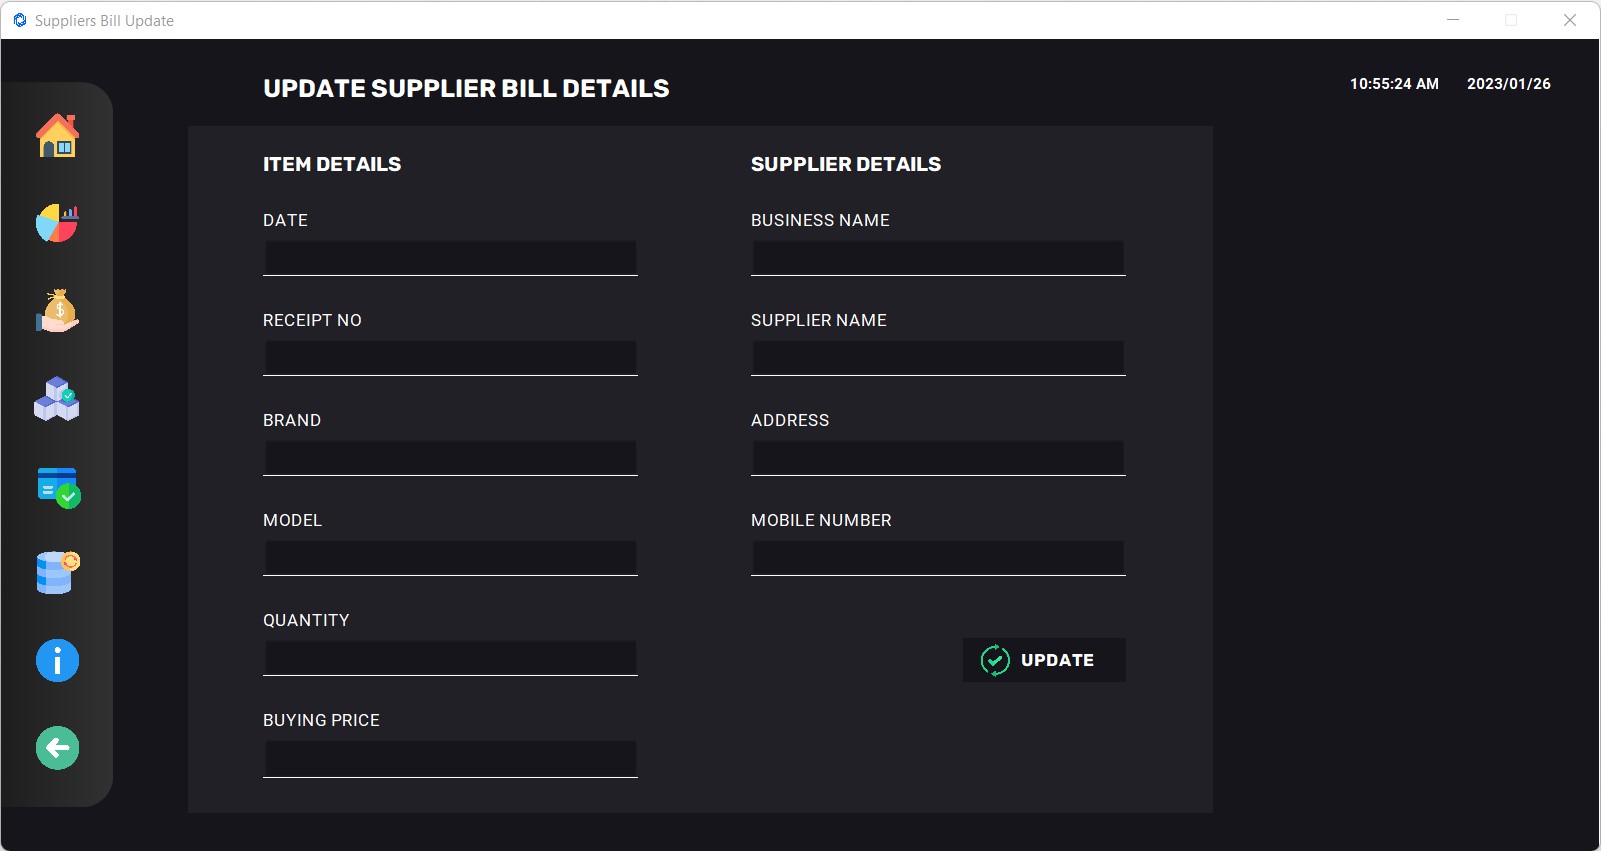 Suppliers Bill Update
UPDATE SUPPLIER BILL DETAILS
10:55:24 AM 2023/01/26
ITEM DETAILS
DATE
RECEIPT NO
BRAND
MODEL
QUANTITY
BUYING PRICE
SUPPLIER DETAILS
BUSINESS NAME
SUPPLIER NAME
ADDRESS
MOBILE NUMBER
UPDATE